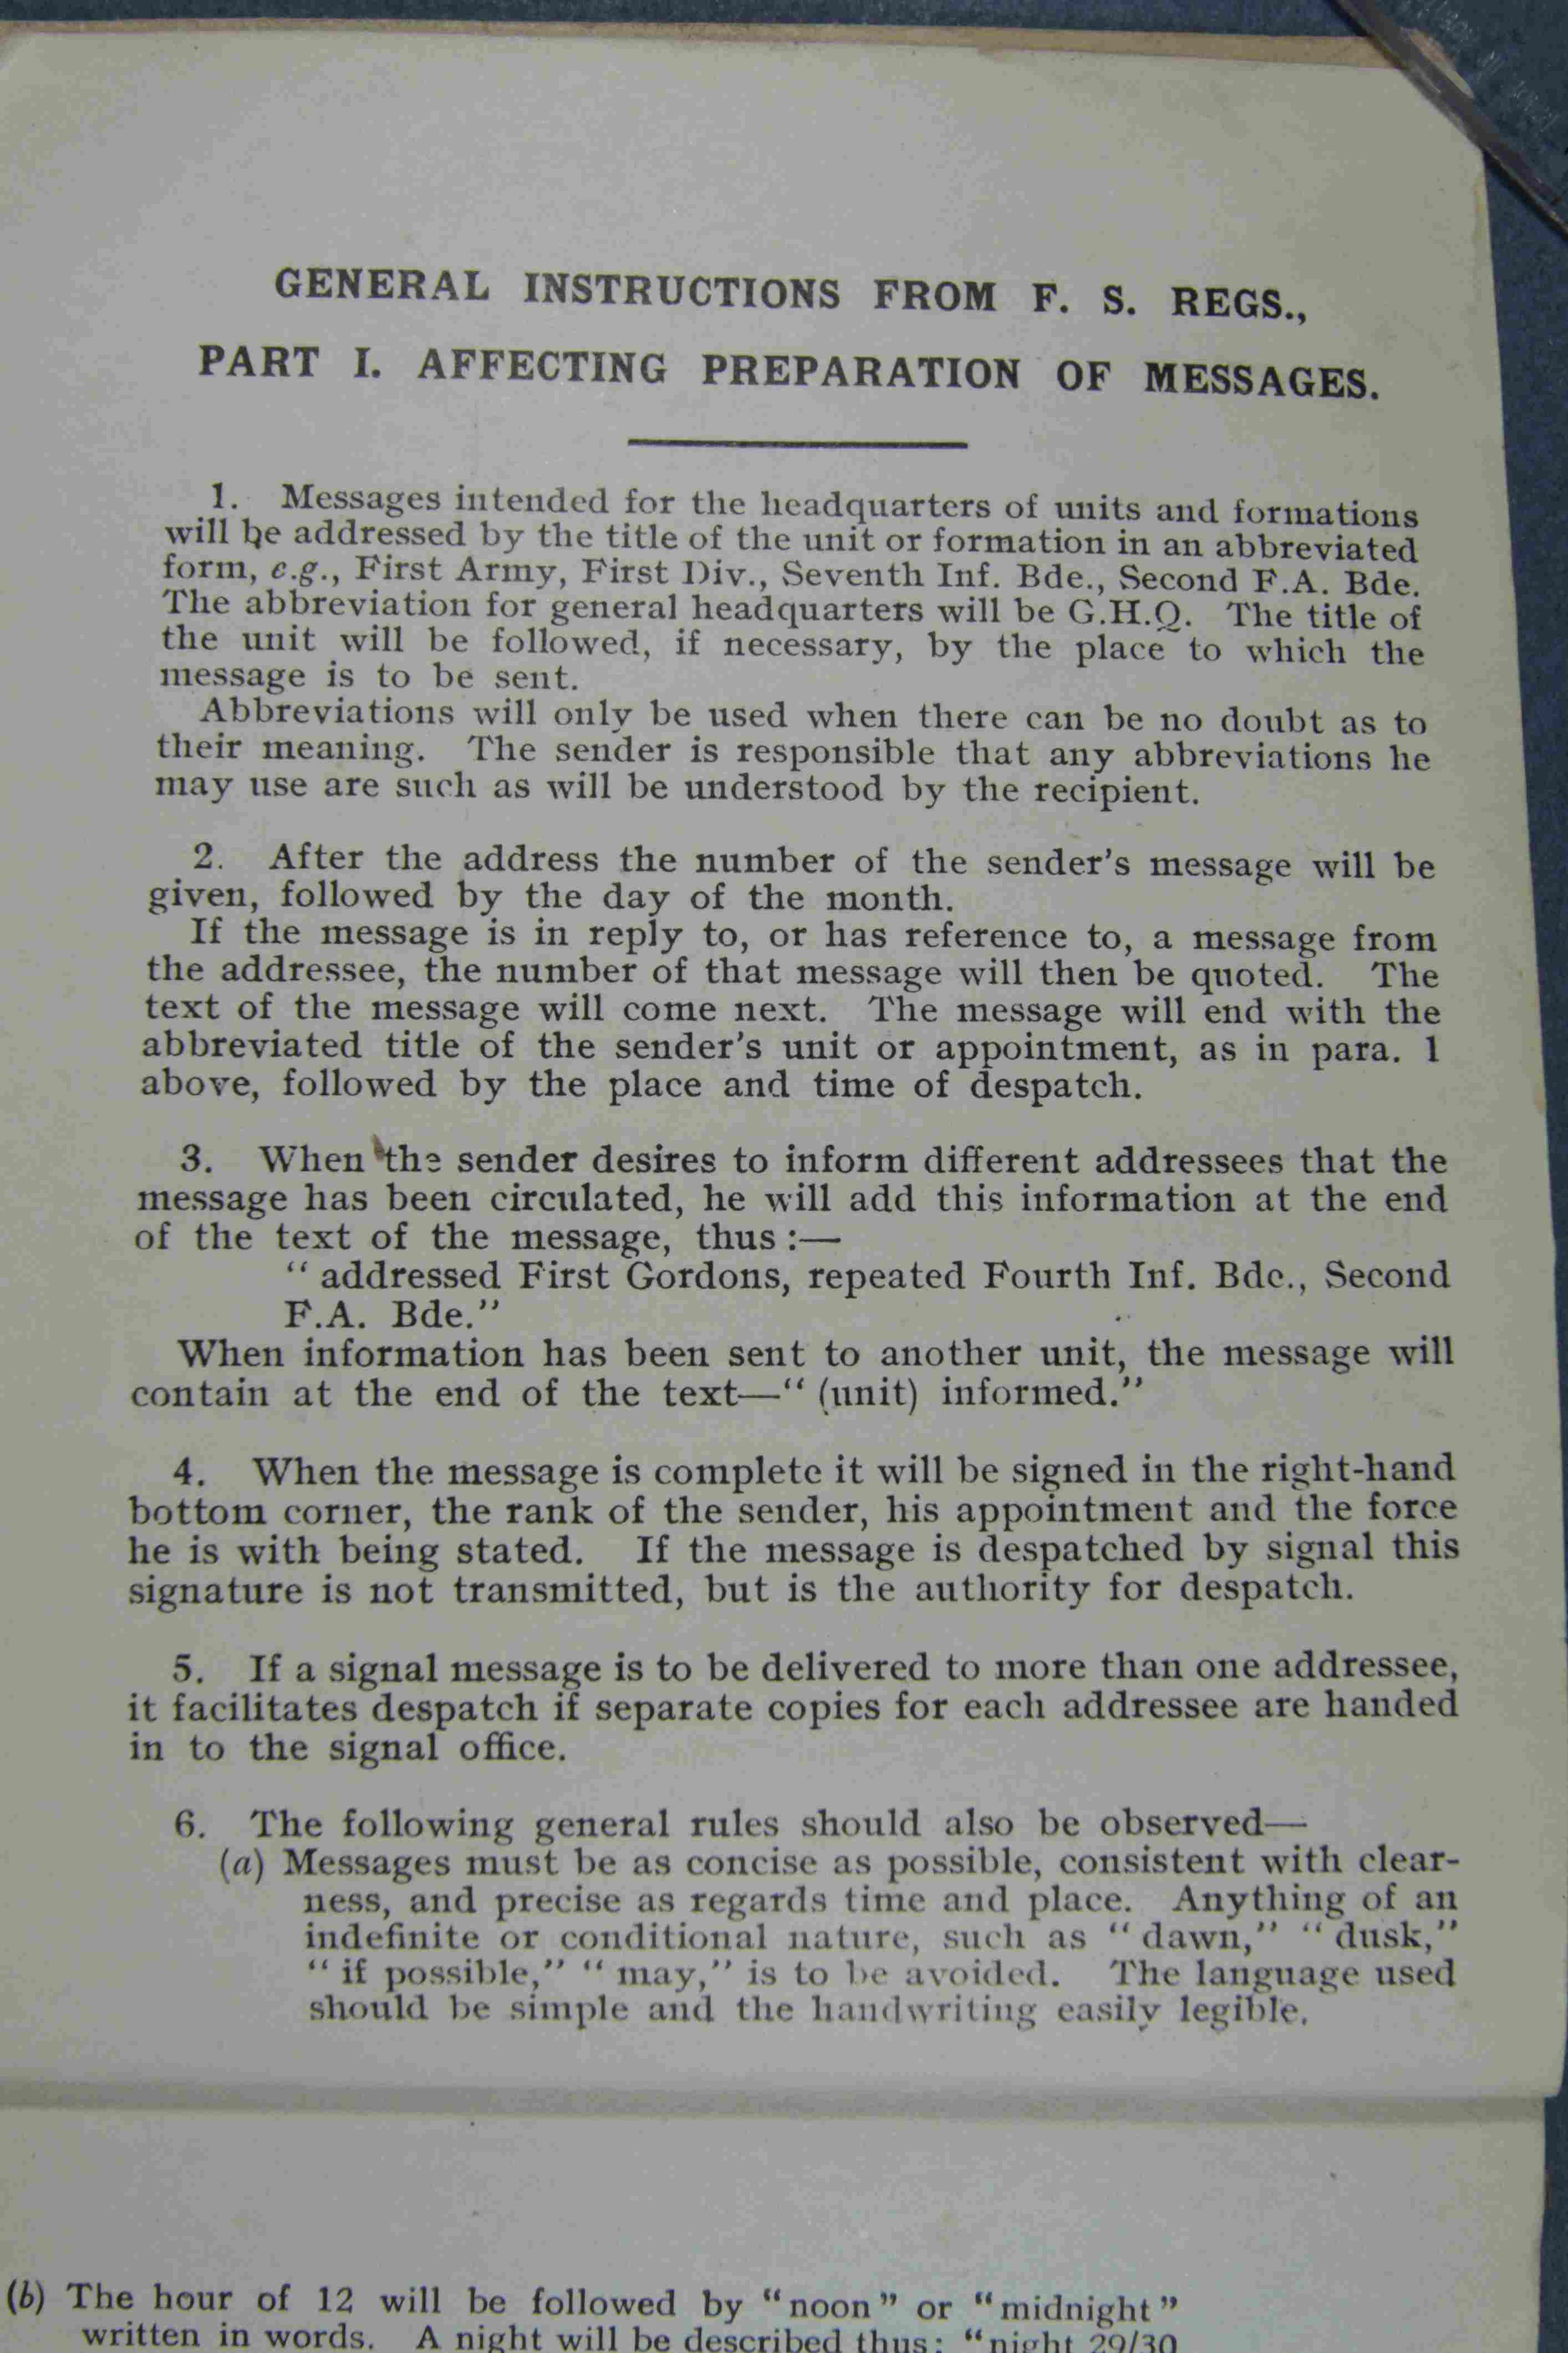 GENERAL INSTRUCTIONS FROM F. S. REGS.,
PART I. AFFECTING PREPARATION OF MESSAGES.
1. Messages intended for the headquarters of units and formations
will be addressed by the title of the unit or formation in an abbreviated
form, e.g., First Army, First Div., Seventh Inf. Bde., Second F.A. Bde.
The abbreviation for general headquarters will be G.H.Q. The title of
the unit will be followed, if necessary, by the place to which the
message is to be sent.
Abbreviations will only be used when there can be no doubt as to
their meaning. The sender is responsible that any abbreviations he
may use are such as will be understood by the recipient.
2. After the address the number of the sender's message will be
given, followed by the day of the month.
If the message is in reply to, or has reference to, a message from
the addressee, the number of that message will then be quoted. The
text of the message will come next. The message will end with the
abbreviated title of the sender's unit or appointment, as in para. 1
above, followed by the place and time of despatch.
3. When the sender desires to inform different addressees that the
message has been circulated, he will add this information at the end
of the text of the message, thus :—
“ addressed First Gordons, repeated Fourth Inf. Bde., Second
F.A. Bde.”
When information has been sent to another unit, the message will
contain at the end of the text—“ (unit) informed.”
4. When the message is complete it will be signed in the right-hand
bottom corner, the rank of the sender, his appointment and the force
he is with being stated. If the message is despatched by signal this
signature is not transmitted, but is the authority for despatch.
5. If a signal message is to be delivered to more than one addressee,
it facilitates despatch if separate copies for each addressee are handed
in to the signal office.
6. The following general rules should also be observed—
(a) Messages must be as concise as possible, consistent with clear-
ness, and precise as regards time and place. Anything of an
indefinite or conditional nature, such as “ dawn,” “ dusk,”
“ if possible,” “ may,” is to be avoided. The language used
should be simple and the handwriting easily legible.
(b) The hour of 12 will be followed by “noon” or “midnight”
written in words. A night will be described thus: “night 29/30